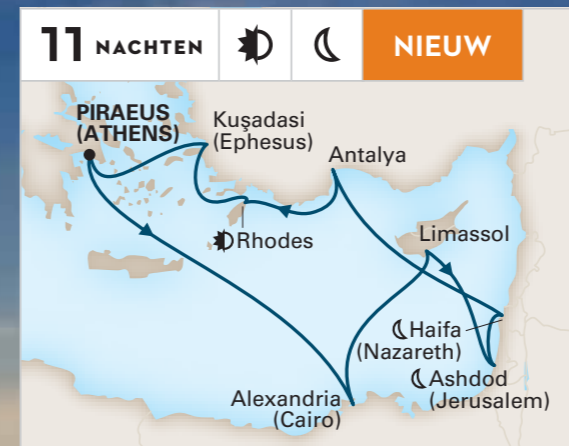 11 NACHTEN
NIEUW
PIRAEUS
(ATHENS)
Kuşadasi
(Ephesus)
Antalya
Rhodes
Limassol
Haifa
(Nazareth)
Ashdod
(Jerusalem)
Alexandria
(Cairo)